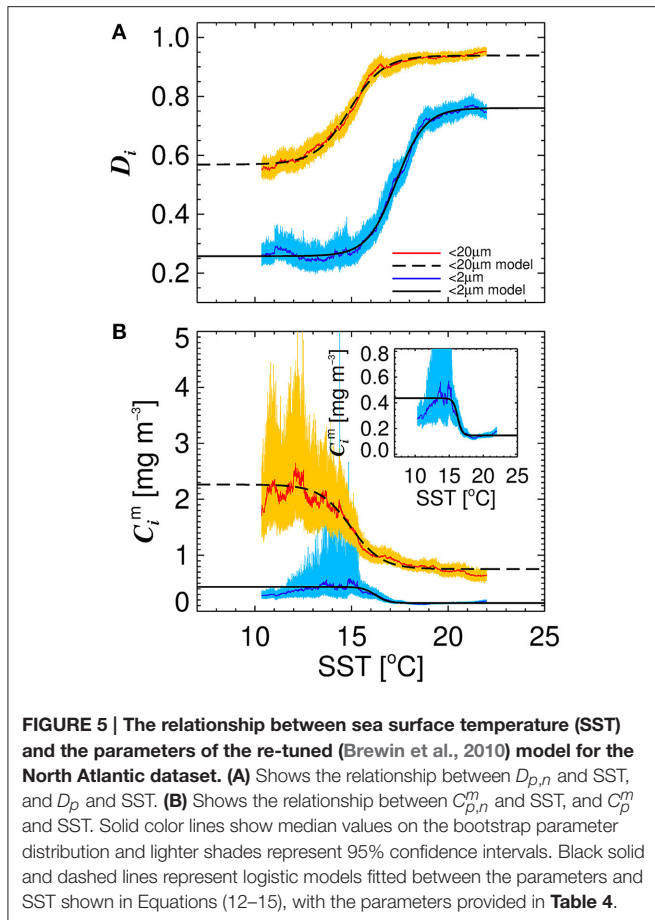 A
1.0
0.8
0.6
0.4
0.2
D_i
<20μm
<20μm model
<2μm
<2μm model
B
5
4
3
2
1
0
C_i^m [mg m^−3]
0.8
0.6
0.4
0.2
0.0
C_i^m [mg m^−3]
10 15 20 25
SST [°C]
10 15 20 25
SST [°C]
FIGURE 5 | The relationship between sea surface temperature (SST)
and the parameters of the re-tuned (Brewin et al., 2010) model for the
North Atlantic dataset. (A) Shows the relationship between D_p,n and SST,
and D_p and SST. (B) Shows the relationship between C^m_p,n and SST, and C^m_p
and SST. Solid color lines show median values on the bootstrap parameter
distribution and lighter shades represent 95% confidence intervals. Black solid
and dashed lines represent logistic models fitted between the parameters and
SST shown in Equations (12–15), with the parameters provided in Table 4.